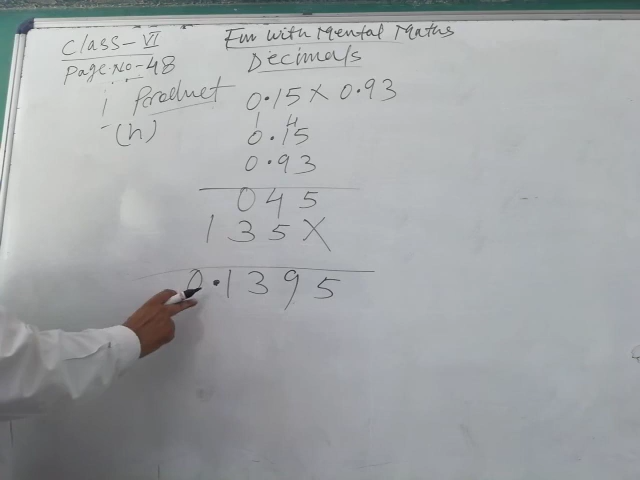 Class-VI
Fun with Mental Maths
Page.No-48
Decimals
i Product 0.15 X 0.93
(h)
1 4
0.15
0.93
045
135X
0.1395